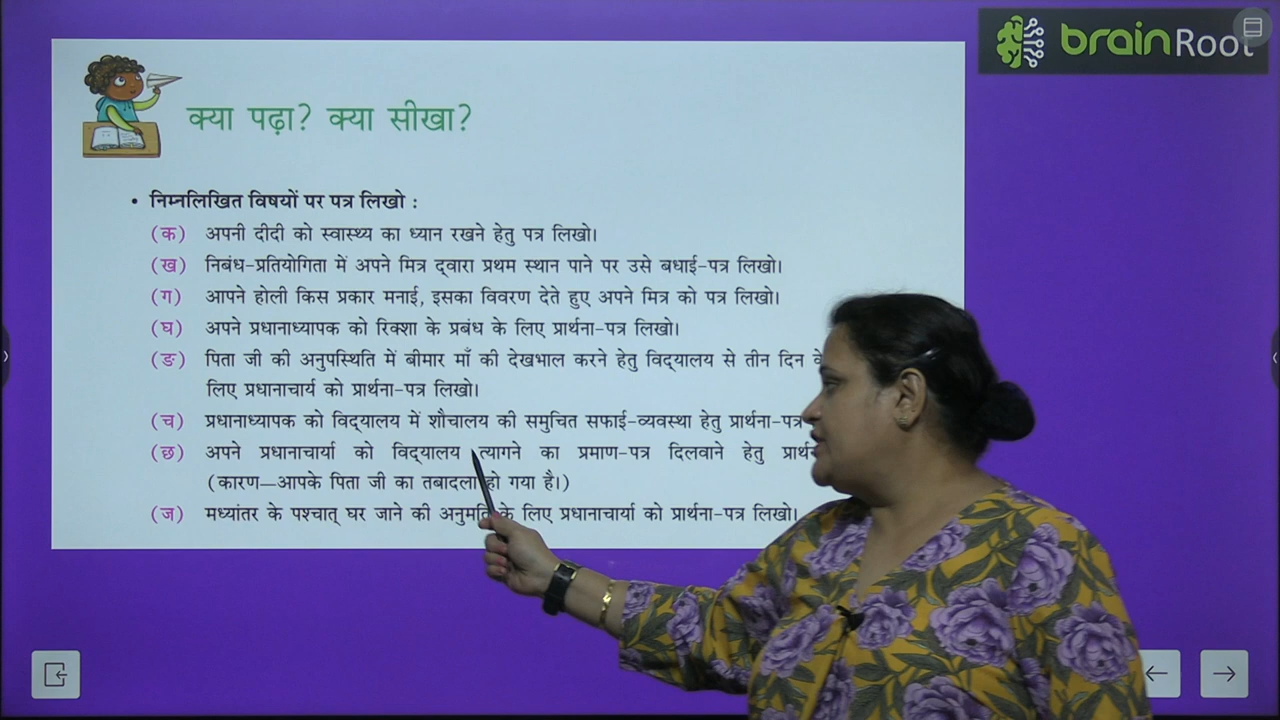 brainRoot
क्या पढ़ा? क्या सीखा?
• निम्नलिखित विषयों पर पत्र लिखो :
(क) अपनी दीदी को स्वास्थ्य का ध्यान रखने हेतु पत्र लिखो।
(ख) निबंध-प्रतियोगिता में अपने मित्र द्वारा प्रथम स्थान पाने पर उसे बधाई-पत्र लिखो।
(ग) आपने होली किस प्रकार मनाई, इसका विवरण देते हुए अपने मित्र को पत्र लिखो।
(घ) अपने प्रधानाध्यापक को रिक्शा के प्रबंध के लिए प्रार्थना-पत्र लिखो।
(ङ) पिता जी की अनुपस्थिति में बीमार माँ की देखभाल करने हेतु विद्यालय से तीन दिन
लिए प्रधानाचार्य को प्रार्थना-पत्र लिखो।
(च) प्रधानाध्यापक को विद्यालय में शौचालय की समुचित सफाई-व्यवस्था हेतु प्रार्थना-पत्र
(छ) अपने प्रधानाचार्या को विद्यालय त्यागने का प्रमाण-पत्र दिलवाने हेतु
(कारण—आपके पिता जी का तबादला हो गया है।)
(ज) मध्यांतर के पश्चात् घर जाने की अनुमति के लिए प्रधानाचार्या को प्रार्थना-पत्र लिखो।